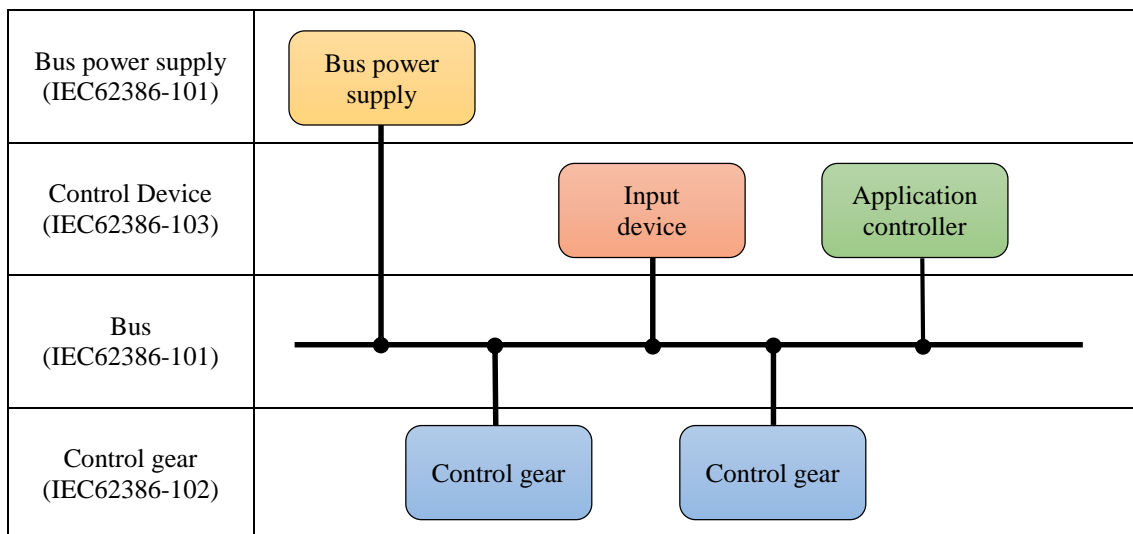 Bus power supply
(IEC62386-101)
Bus power
supply
Control Device
(IEC62386-103)
Input
device
Application
controller
Bus
(IEC62386-101)
Control gear
(IEC62386-102)
Control gear
Control gear